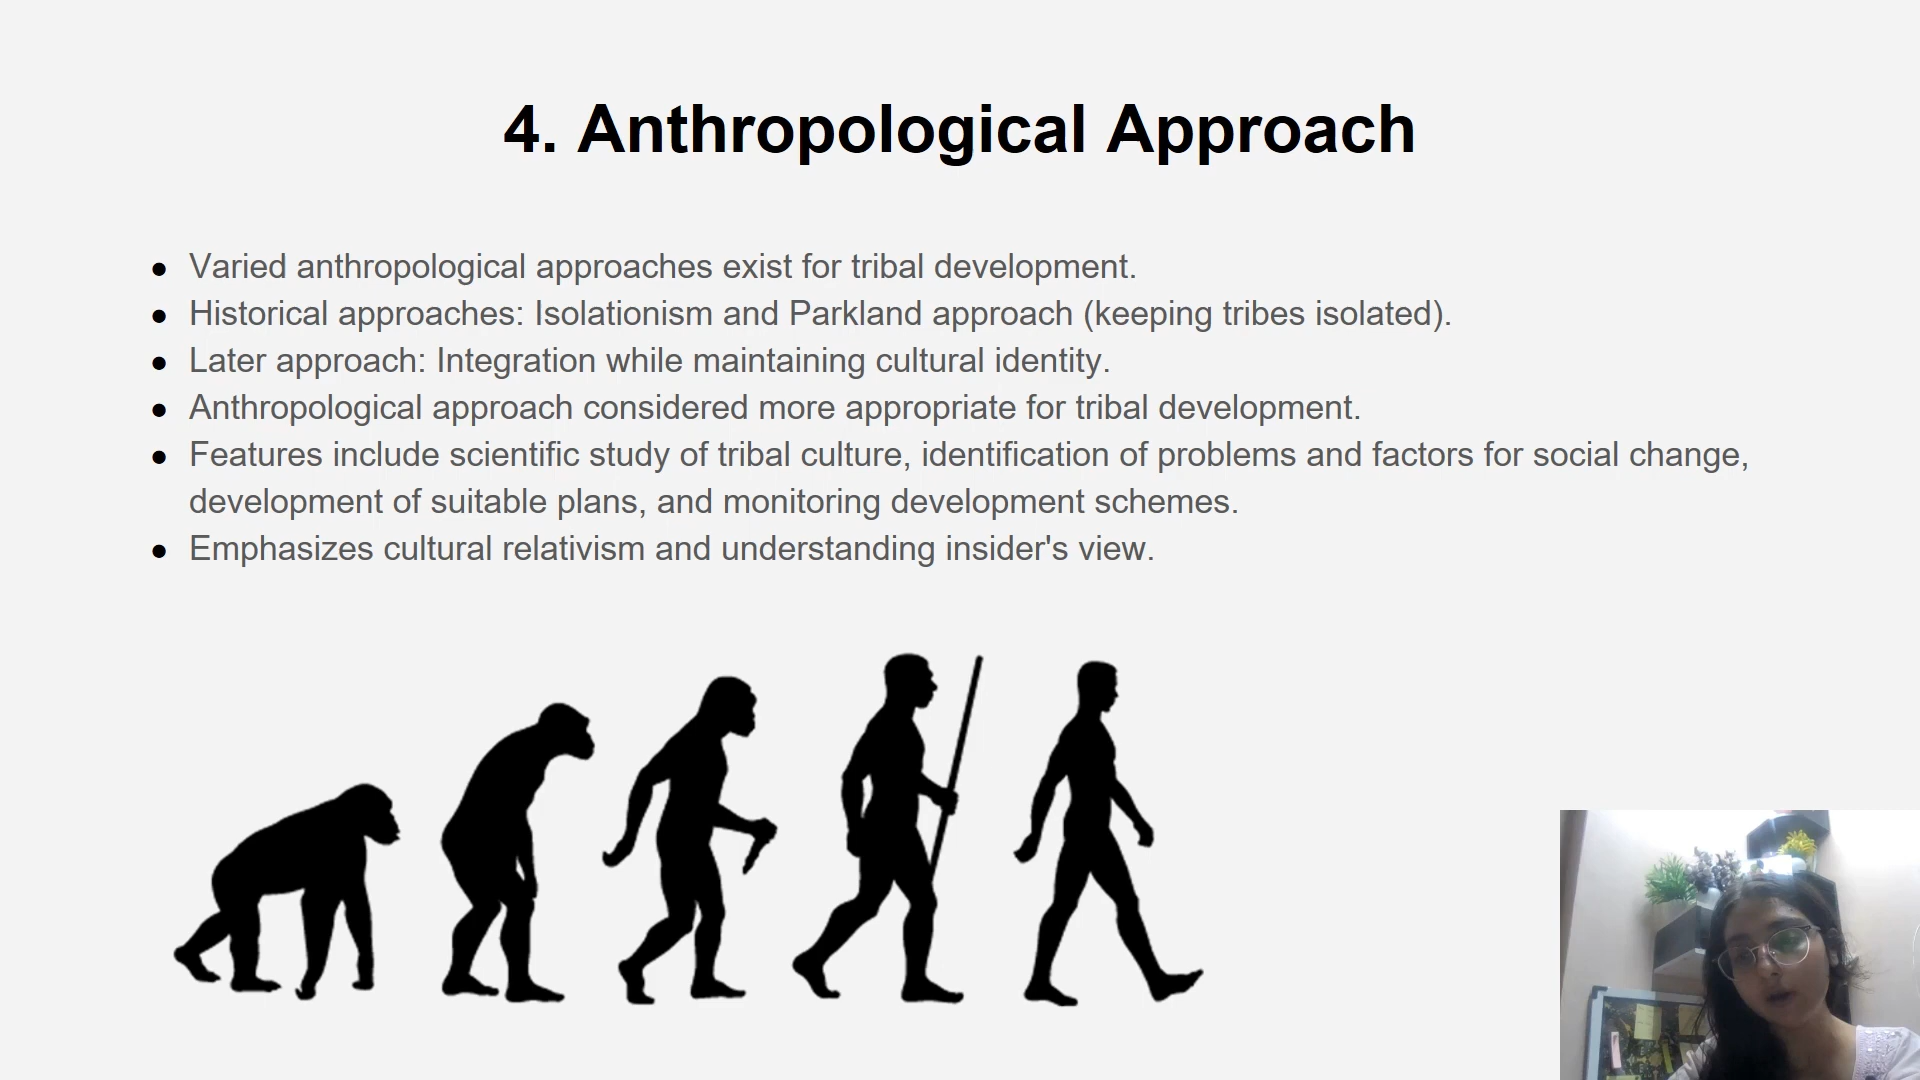 4. Anthropological Approach
● Varied anthropological approaches exist for tribal development.
● Historical approaches: Isolationism and Parkland approach (keeping tribes isolated).
● Later approach: Integration while maintaining cultural identity.
● Anthropological approach considered more appropriate for tribal development.
● Features include scientific study of tribal culture, identification of problems and factors for social change,
development of suitable plans, and monitoring development schemes.
● Emphasizes cultural relativism and understanding insider's view.